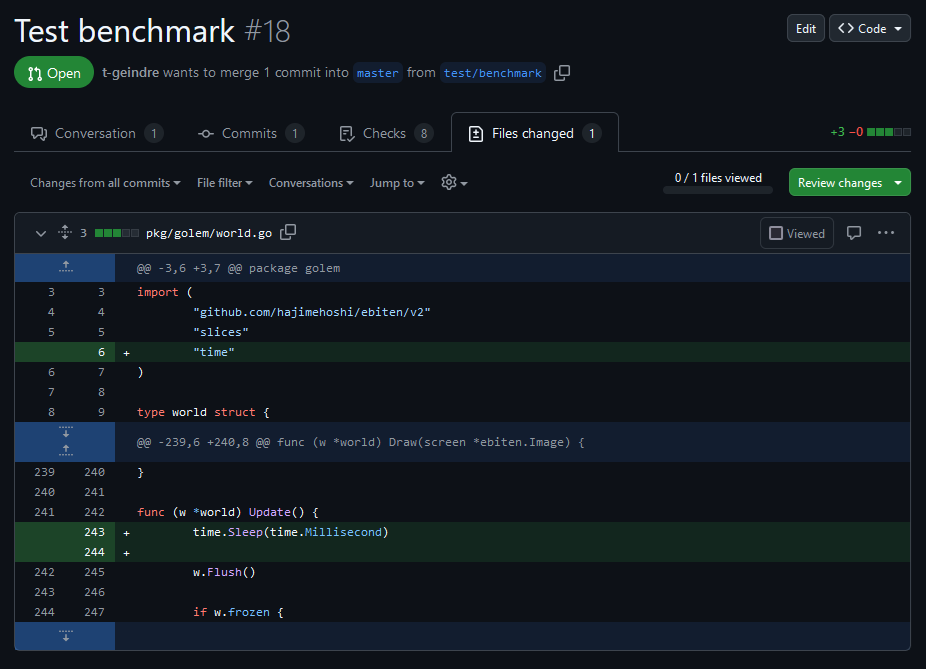 Test benchmark #18
Edit
<> Code
Open
t-geindre wants to merge 1 commit into master from test/benchmark
Conversation 1
Commits 1
Checks 8
Files changed 1
+3 −0
Changes from all commits
File filter
Conversations
Jump to
0 / 1 files viewed
Review changes
3 pkg/golem/world.go
Viewed
@@ -3,6 +3,7 @@ package golem
3 3 import (
4 4 "github.com/hajimehoshi/ebiten/v2"
5 5 "slices"
6 + "time"
6 7 )
7 8
8 9 type world struct {
@@ -239,6 +240,8 @@ func (w *world) Draw(screen *ebiten.Image) {
239 240 }
240 241
241 242 func (w *world) Update() {
243 + time.Sleep(time.Millisecond)
244 +
242 245 w.Flush()
243 246
244 247 if w.frozen {